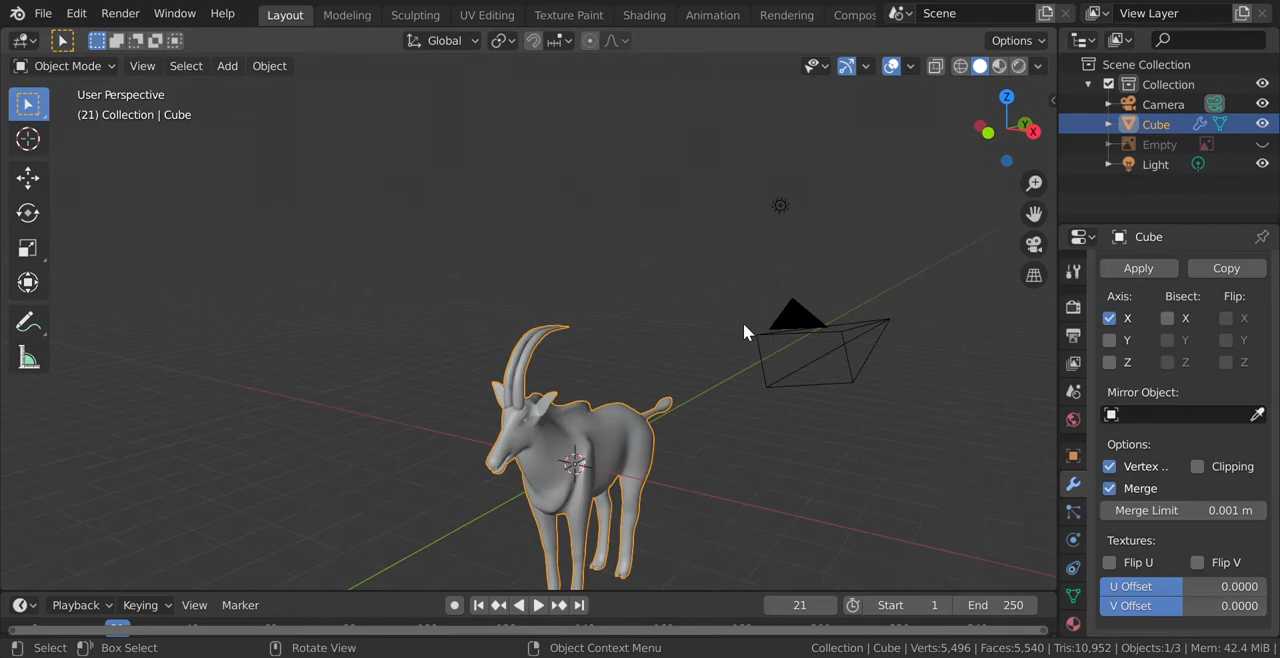 File Edit Render Window Help Layout Modeling Sculpting UV Editing Texture Paint Shading Animation Rendering Compos Scene View Layer
Global Options
Object Mode View Select Add Object
User Perspective
(21) Collection | Cube
Z
Y
X
Scene Collection
Collection
Camera
Cube
Empty
Light
Cube
Apply Copy
Axis: Bisect: Flip:
X X X
Y Y Y
Z Z Z
Mirror Object:
Options:
Vertex .. Clipping
Merge
Merge Limit 0.001 m
Textures:
Flip U Flip V
U Offset 0.0000
V Offset 0.0000
Playback Keying View Marker 21 Start 1 End 250
21
Select Box Select Rotate View Object Context Menu Collection | Cube | Verts:5,496 | Faces:5,540 | Tris:10,952 | Objects:1/3 | Mem: 42.4 MiB